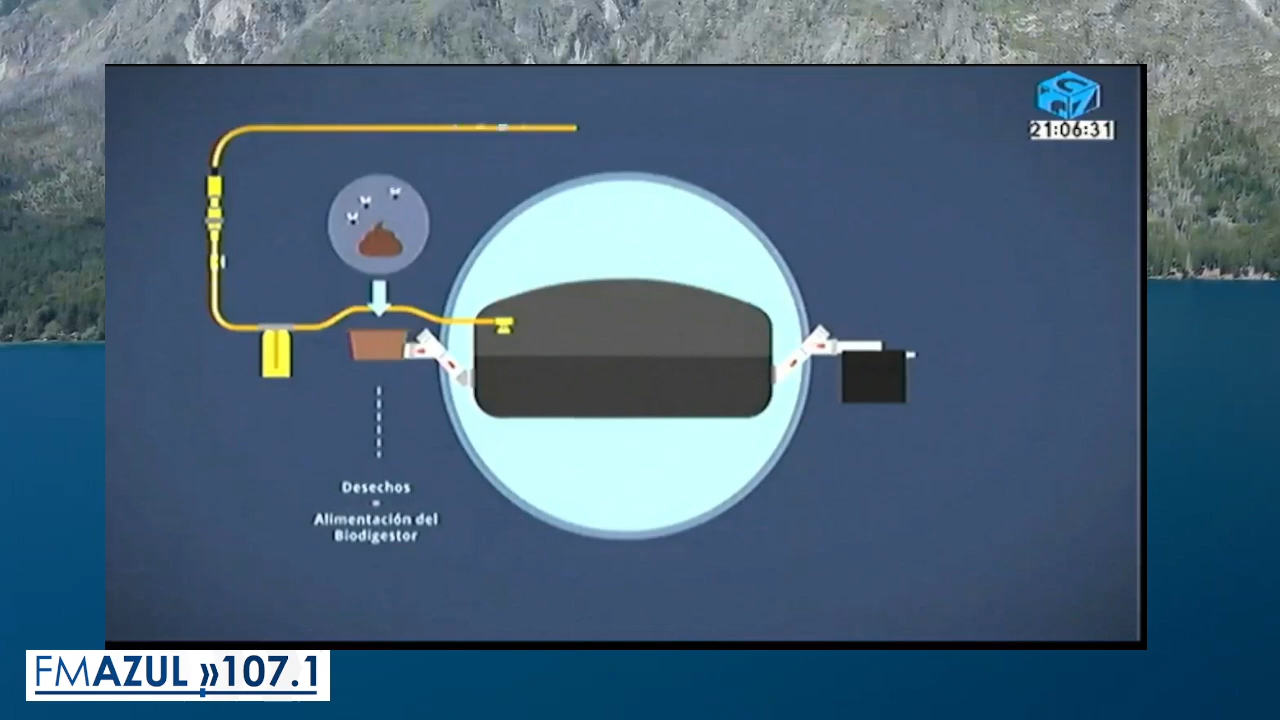 21:06:31
Desechos
=
Alimentación del
Biodigestor
FMAZUL »107.1